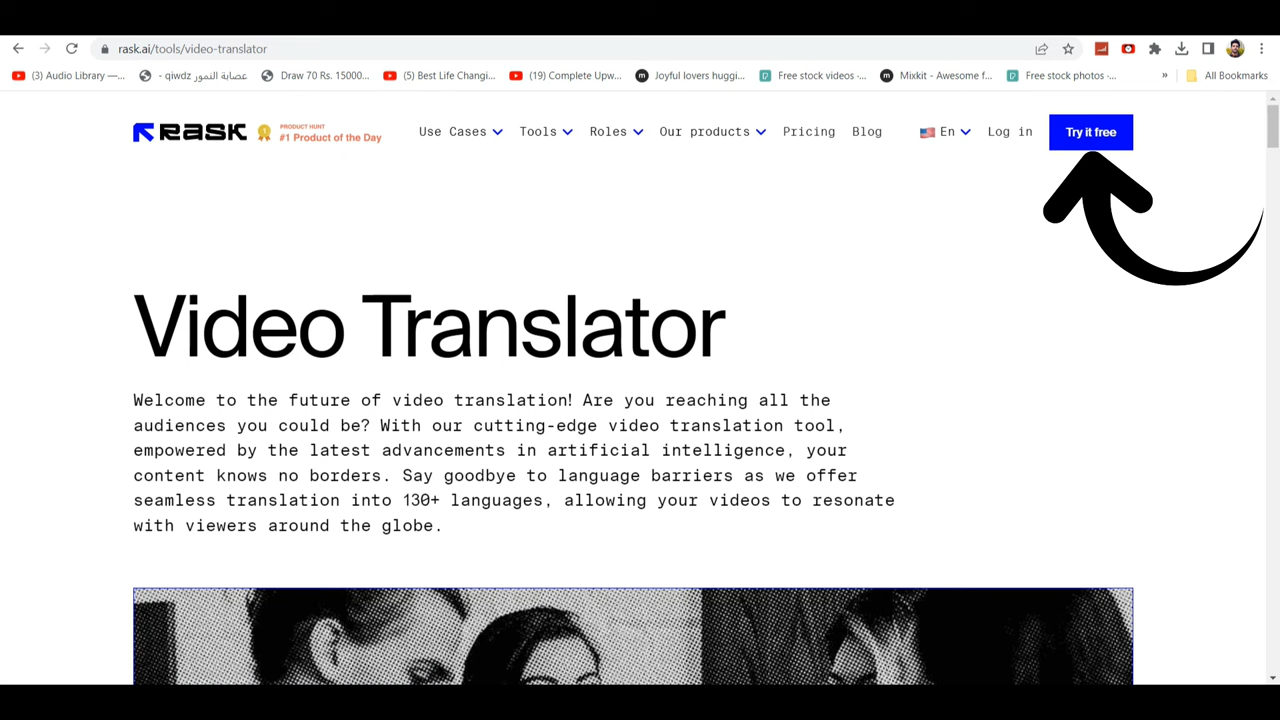 rask.ai/tools/video-translator
(3) Audio Library —...
عصابة النمور qiwdz -
Draw 70 Rs. 15000...
(5) Best Life Changi...
(19) Complete Upw...
Joyful lovers huggi...
Free stock videos -...
Mixkit - Awesome f...
Free stock photos -...
»
All Bookmarks
RASK
PRODUCT HUNT
#1 Product of the Day
Use Cases
Tools
Roles
Our products
Pricing
Blog
En
Log in
Try it free
Video Translator
Welcome to the future of video translation! Are you reaching all the
audiences you could be? With our cutting-edge video translation tool,
empowered by the latest advancements in artificial intelligence, your
content knows no borders. Say goodbye to language barriers as we offer
seamless translation into 130+ languages, allowing your videos to resonate
with viewers around the globe.